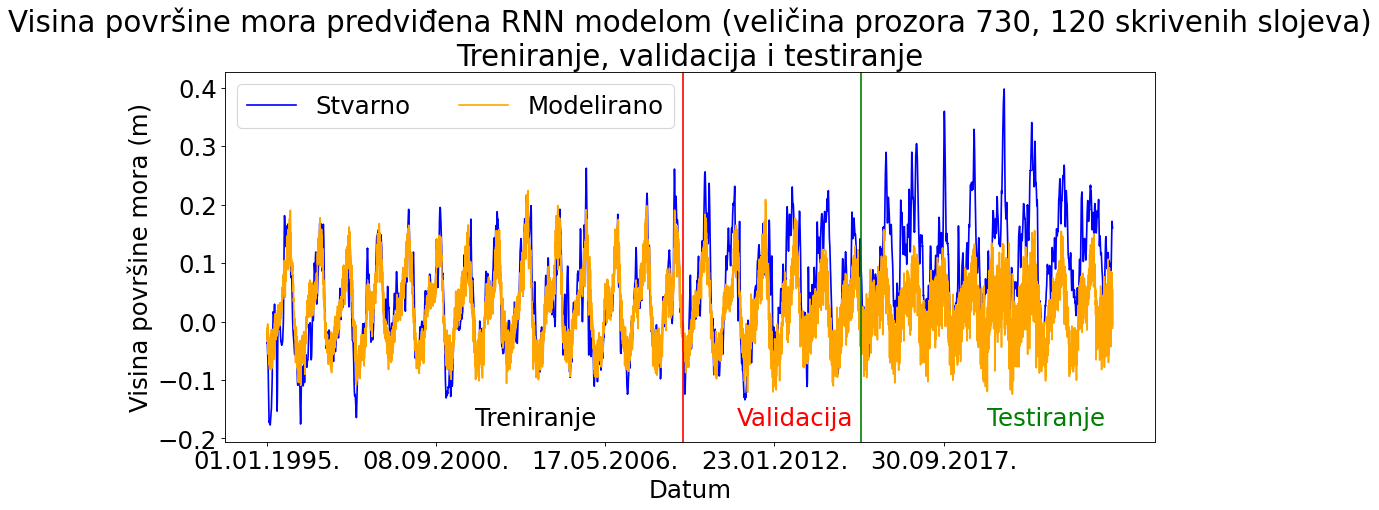 Visina površine mora predviđena RNN modelom (veličina prozora 730, 120 skrivenih slojeva)
Treniranje, validacija i testiranje
Stvarno
Modelirano
Visina površine mora (m)
0.4
0.3
0.2
0.1
0.0
−0.1
−0.2
Treniranje
Validacija
Testiranje
01.01.1995.
08.09.2000.
17.05.2006.
23.01.2012.
30.09.2017.
Datum